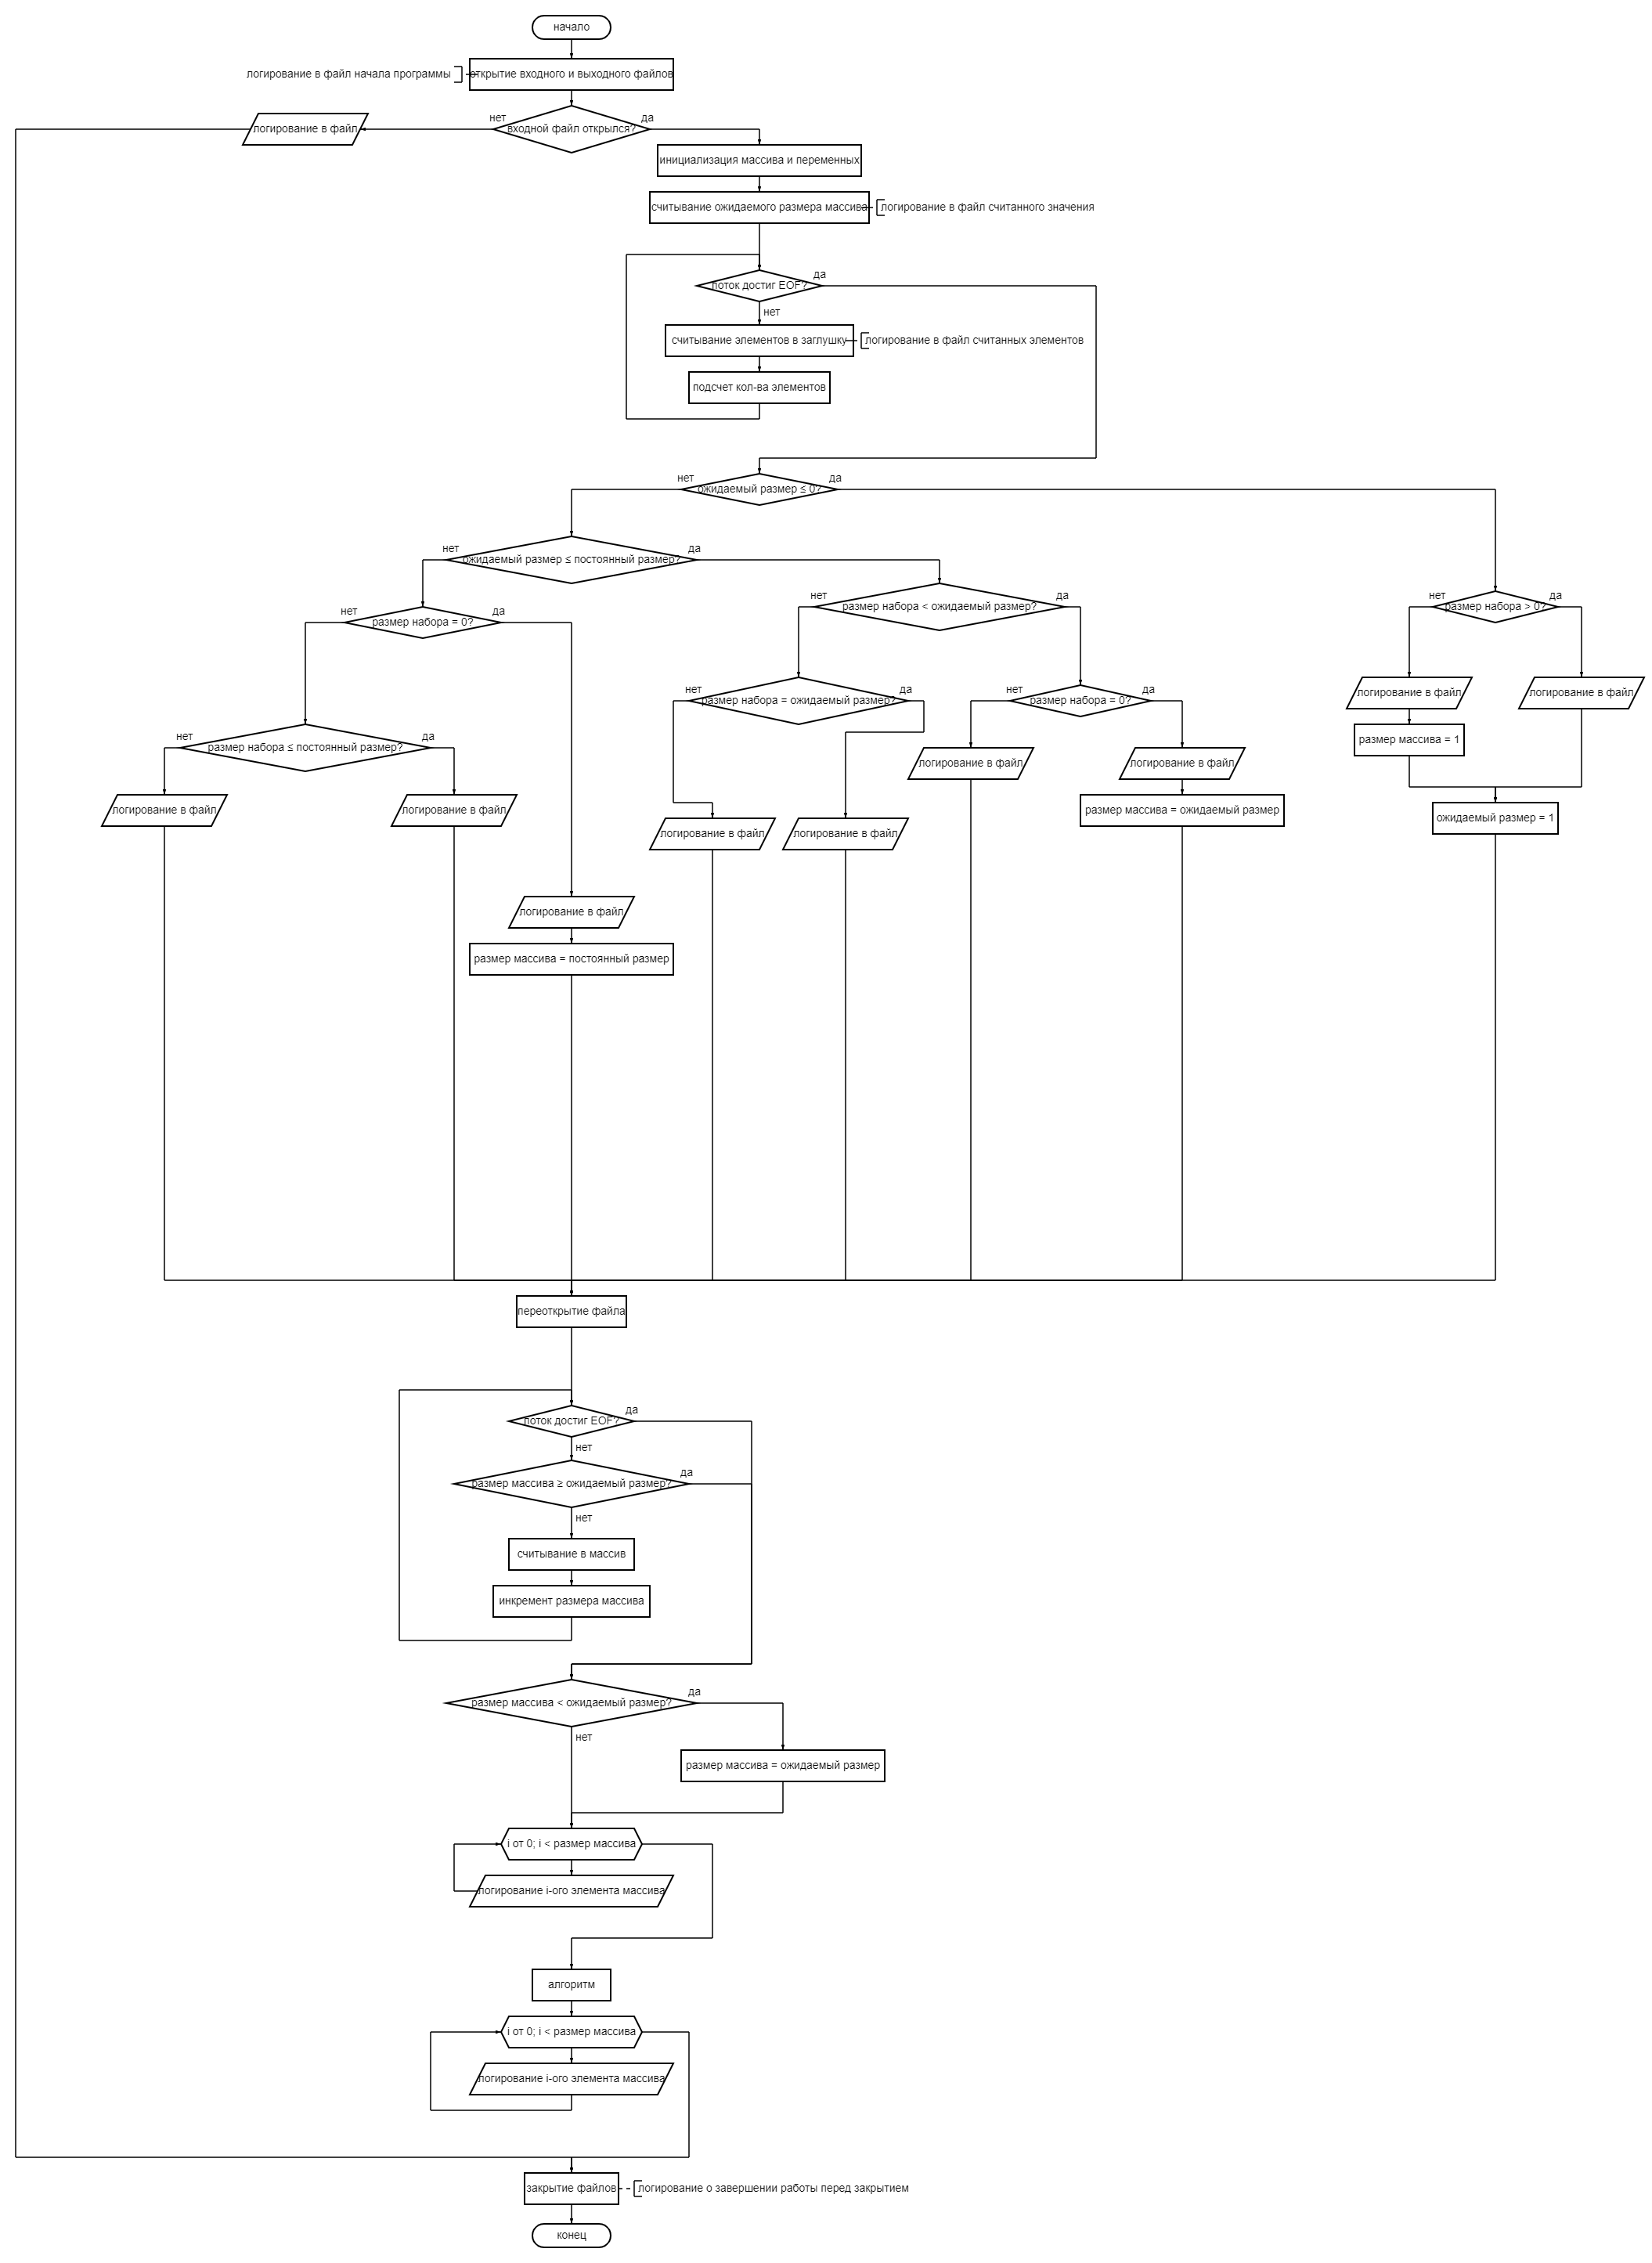 начало
логирование в файл начала программы
открытие входного и выходного файлов
нет
да
логирование в файл
входной файл открылся?
инициализация массива и переменных
считывание ожидаемого размера массива
логирование в файл считанного значения
да
поток достиг EOF?
нет
считывание элементов в заглушку
логирование в файл считанных элементов
подсчет кол-ва элементов
нет
да
ожидаемый размер ≤ 0?
нет
да
ожидаемый размер ≤ постоянный размер?
нет
да
нет
да
размер набора < ожидаемый размер?
размер набора > 0?
нет
да
размер набора = 0?
нет
да
нет
да
размер набора = ожидаемый размер?
размер набора = 0?
логирование в файл
логирование в файл
нет
да
размер набора ≤ постоянный размер?
размер массива = 1
логирование в файл
логирование в файл
логирование в файл
логирование в файл
размер массива = ожидаемый размер
ожидаемый размер = 1
логирование в файл
логирование в файл
логирование в файл
размер массива = постоянный размер
переоткрытие файла
да
поток достиг EOF?
нет
да
размер массива ≥ ожидаемый размер?
нет
считывание в массив
инкремент размера массива
да
размер массива < ожидаемый размер?
нет
размер массива = ожидаемый размер
i от 0; i < размер массива
логирование i-ого элемента массива
алгоритм
i от 0; i < размер массива
логирование i-ого элемента массива
закрытие файлов
логирование о завершении работы перед закрытием
конец